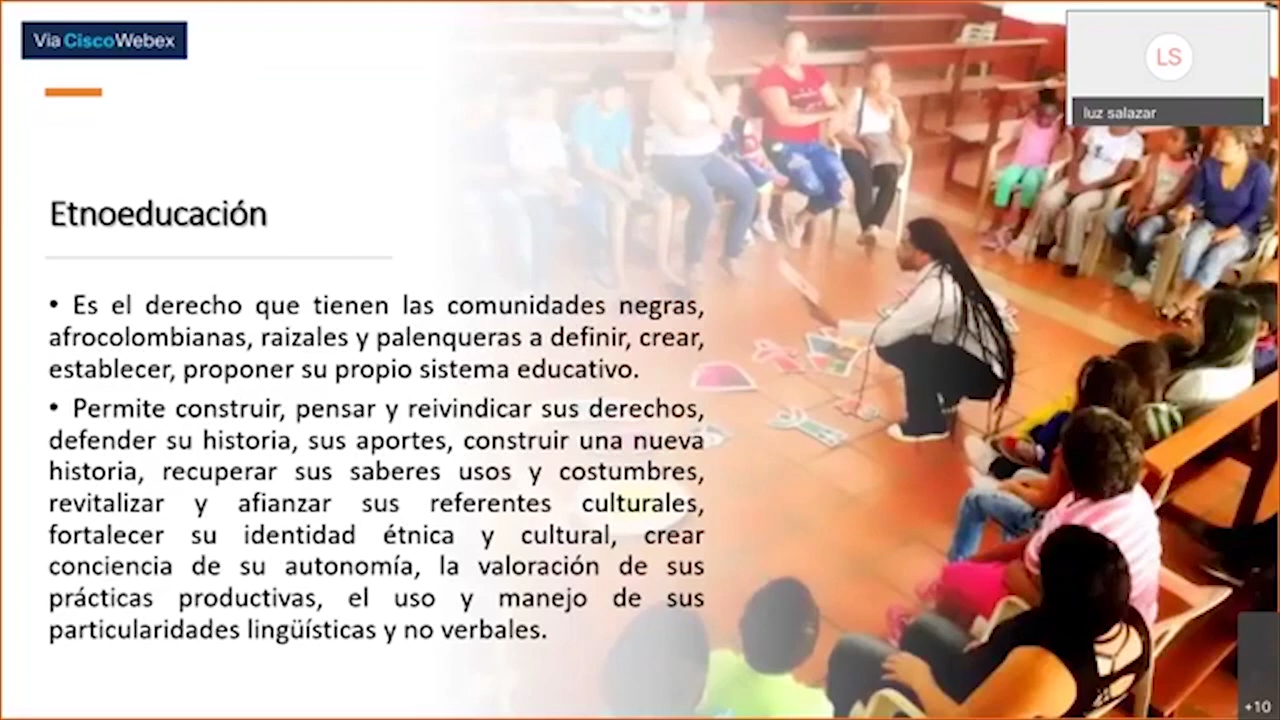 Via CiscoWebex
LS
luz salazar
Etnoeducación
• Es el derecho que tienen las comunidades negras,
afrocolombianas, raizales y palenqueras a definir, crear,
establecer, proponer su propio sistema educativo.
• Permite construir, pensar y reivindicar sus derechos,
defender su historia, sus aportes, construir una nueva
historia, recuperar sus saberes usos y costumbres,
revitalizar y afianzar sus referentes culturales,
fortalecer su identidad étnica y cultural, crear
conciencia de su autonomía, la valoración de sus
prácticas productivas, el uso y manejo de sus
particularidades lingüísticas y no verbales.
+10